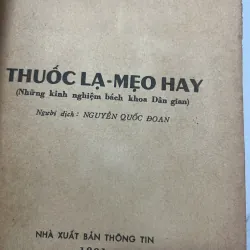 THUỐC LẠ-MẸO HAY
(Những kinh nghiệm bách khoa Dân gian)
Người dịch: NGUYỄN QUỐC ĐOAN
NHÀ XUẤT BẢN THÔNG TIN